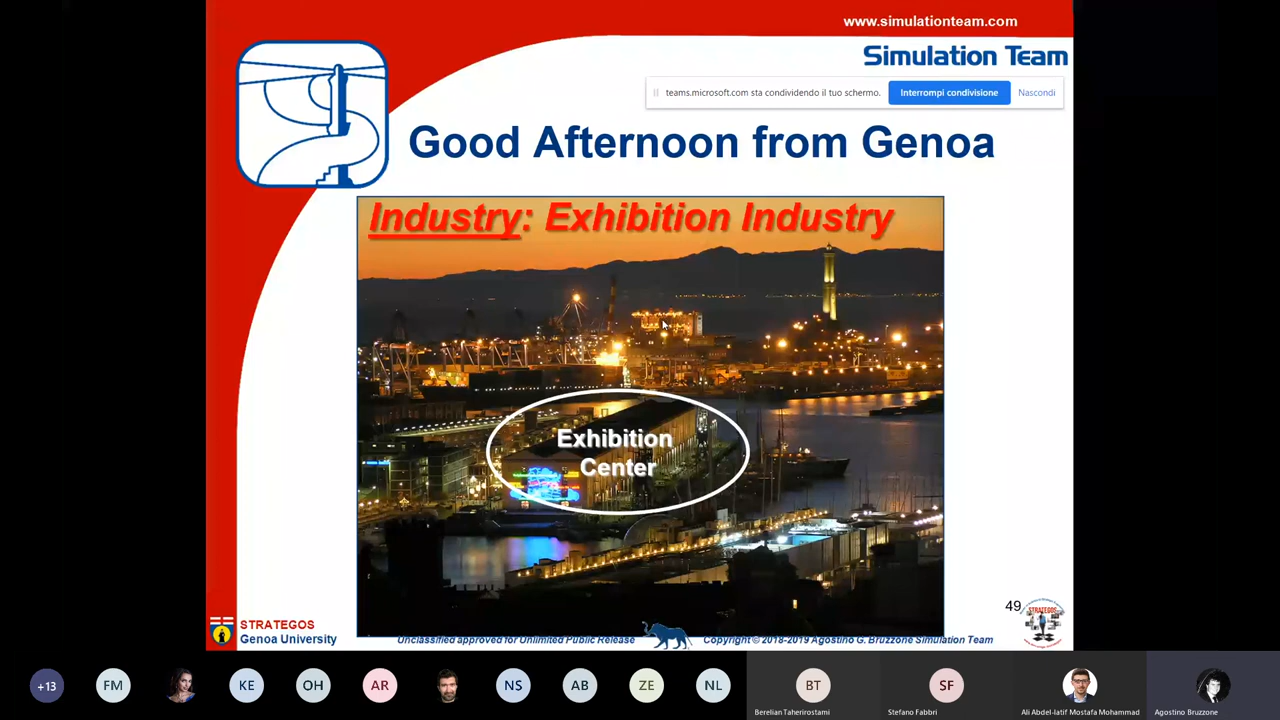 www.simulationteam.com
Simulation Team
teams.microsoft.com sta condividendo il tuo schermo.
Interrompi condivisione
Nascondi
Good Afternoon from Genoa
Industry: Exhibition Industry
Exhibition
Center
49
STRATEGOS
STRATEGOS
Genoa University
Unclassified approved for Unlimited Public Release
Copyright © 2018-2019 Agostino G. Bruzzone Simulation Team
+13
FM
KE
OH
AR
NS
AB
ZE
NL
BT
SF
Berelian Taherirostami
Stefano Fabbri
Ali Abdel-latif Mostafa Mohammad
Agostino Bruzzone